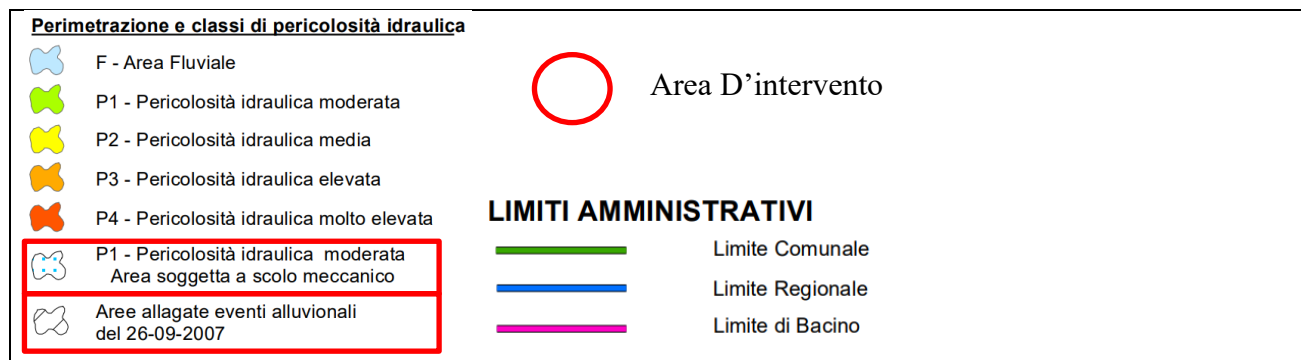 Perimetrazione e classi di pericolosità idraulica
F - Area Fluviale
P1 - Pericolosità idraulica moderata
P2 - Pericolosità idraulica media
P3 - Pericolosità idraulica elevata
P4 - Pericolosità idraulica molto elevata
P1 - Pericolosità idraulica moderata
Area soggetta a scolo meccanico
Aree allagate eventi alluvionali
del 26-09-2007
Area D’intervento
LIMITI AMMINISTRATIVI
Limite Comunale
Limite Regionale
Limite di Bacino